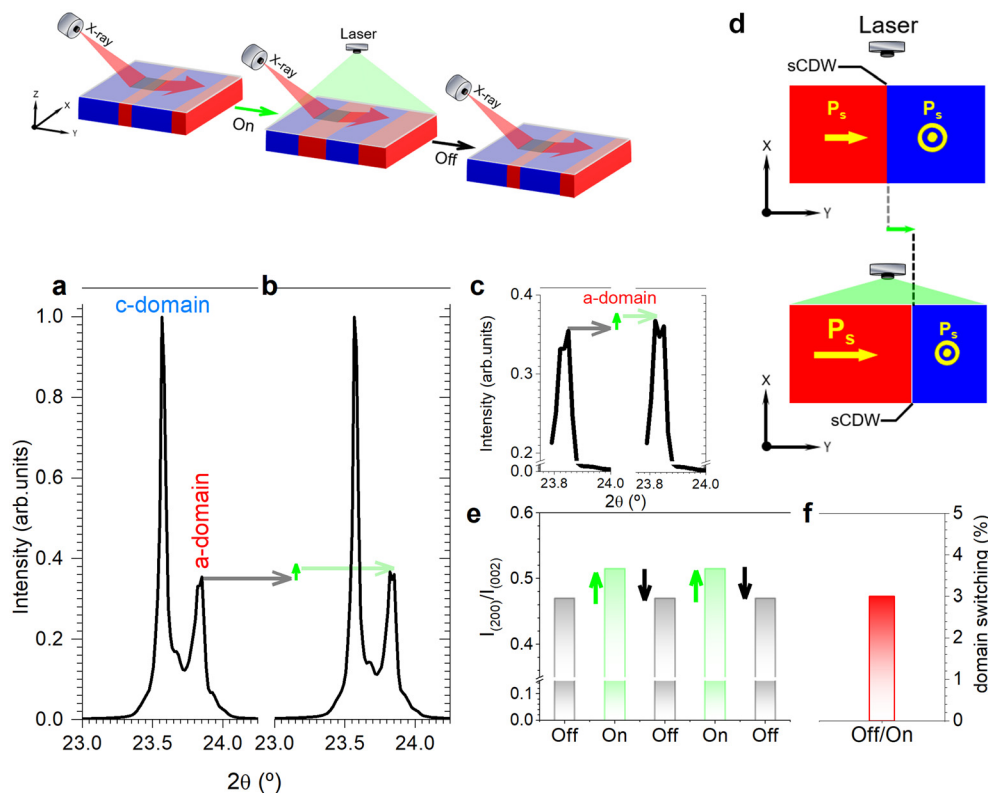 X-ray
X-ray
Laser
X-ray
Z
X
Y
On
Off
d
Laser
sCDW
Ps
Ps
X
Y
Ps
Ps
X
sCDW
Y
a
b
c-domain
a-domain
1.0
0.8
0.6
0.4
0.2
0.0
Intensity (arb.units)
23.0
23.5
24.0
23.0
23.5
24.0
2θ (º)
c
a-domain
0.4
0.3
0.2
0.0
Intensity (arb.units)
23.8
24.0
23.8
24.0
2θ (º)
e
0.6
0.5
0.4
0.1
0.0
I(200)/I(002)
Off
On
Off
On
Off
f
5
4
3
2
1
0
domain switching (%)
Off/On